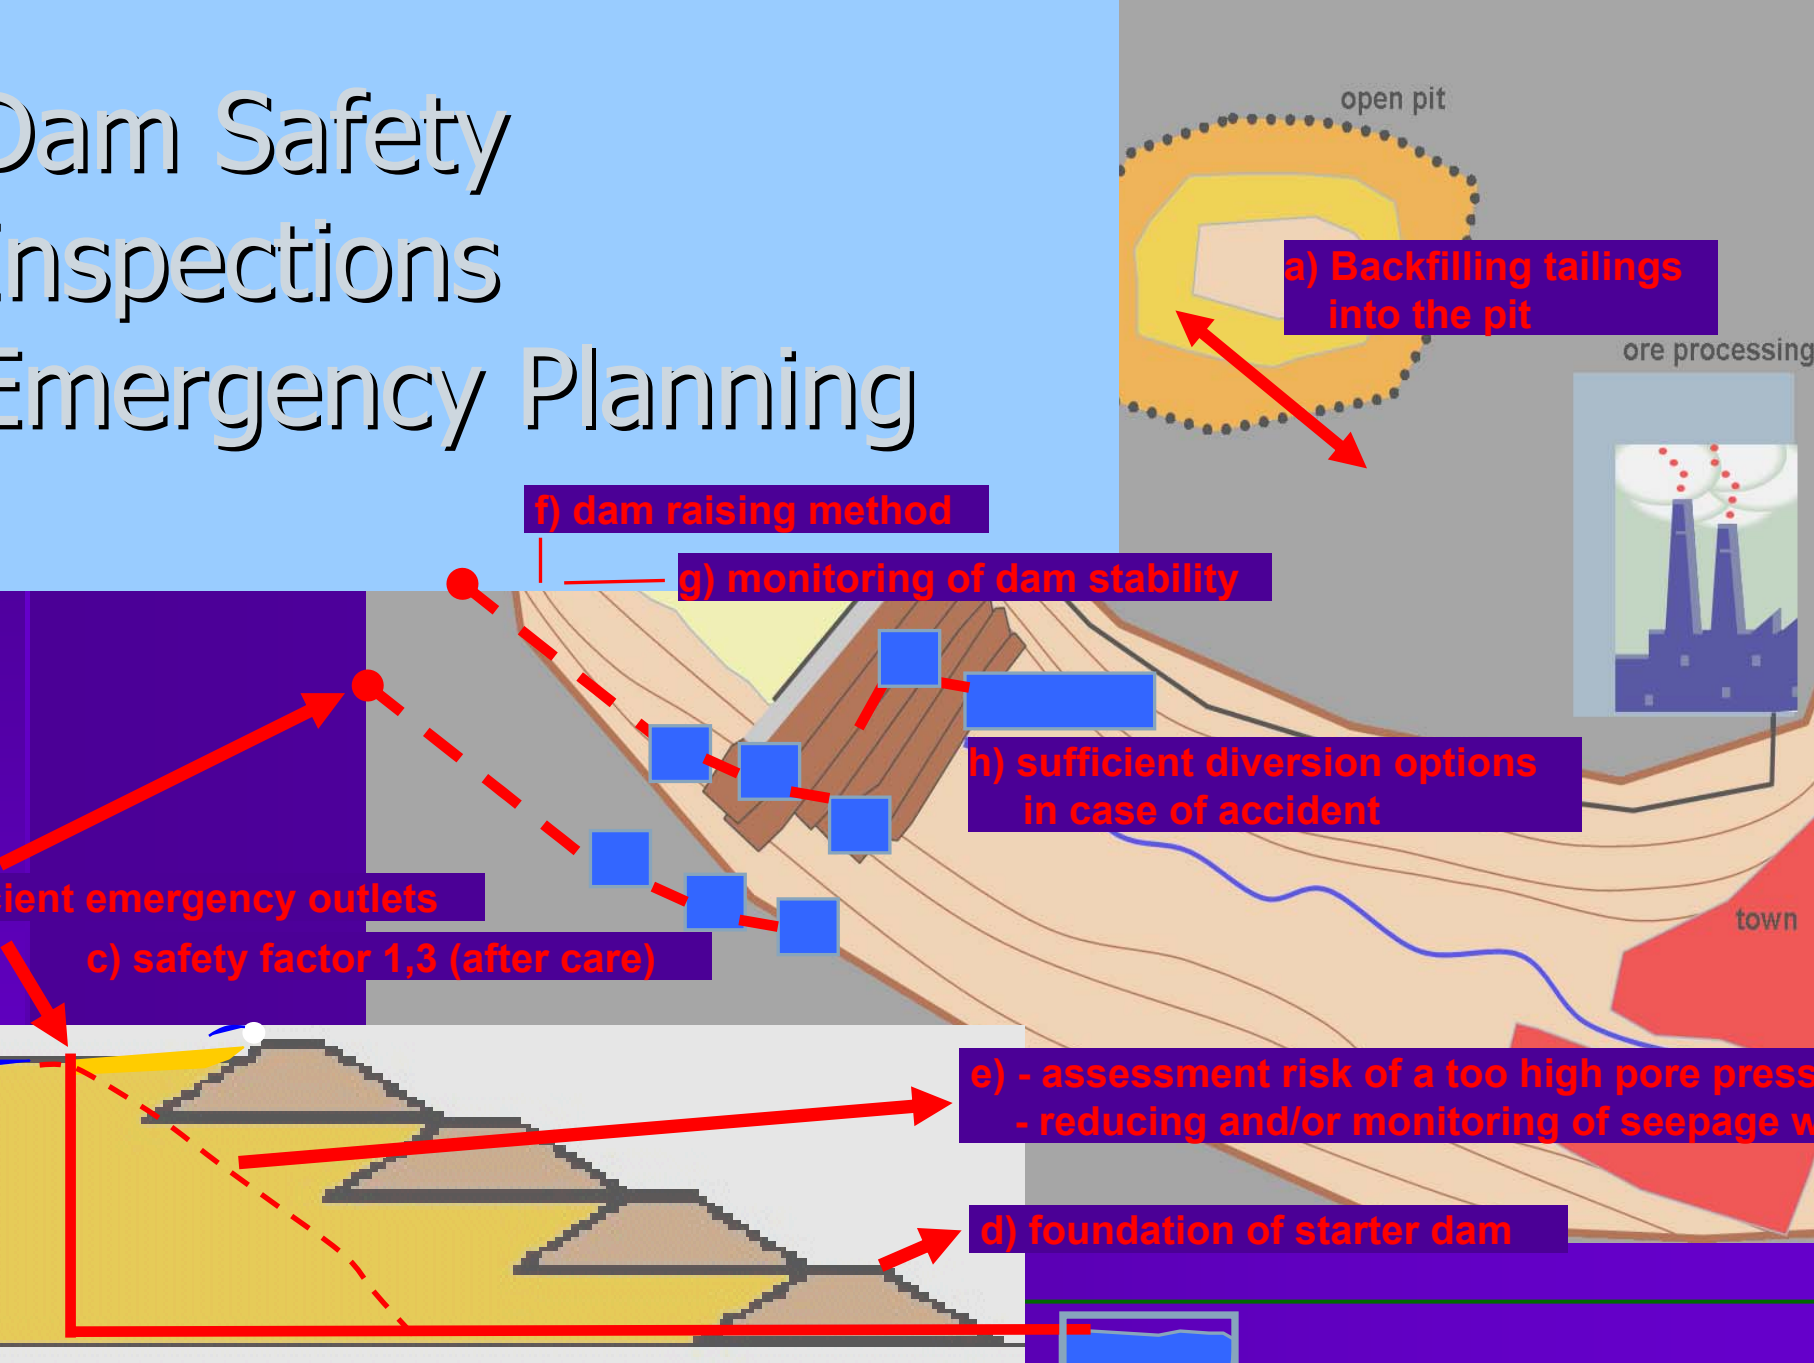 Dam Safety
Inspections
Emergency Planning
open pit
a) Backfilling tailings
into the pit
ore processing
f) dam raising method
g) monitoring of dam stability
h) sufficient diversion options
in case of accident
emergency outlets
c) safety factor 1,3 (after care)
town
e) - assessment risk of a too high pore
- reducing and/or monitoring of seepage
d) foundation of starter dam